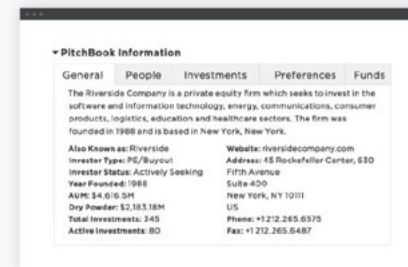 PitchBook Information
General People Investments Preferences Funds
The Riverside Company is a private equity firm which seeks to invest in the
software and information technology, energy, communications, consumer
products, logistics, education and healthcare sectors. The firm was
founded in 1988 and is based in New York, New York.
Also Known as: Riverside
Investor Type: PE/Buyout
Investor Status: Actively Seeking
Year Founded: 1988
AUM: $4,616.5M
Dry Powder: $2,183.18M
Total Investments: 345
Active Investments: 80
Website: riversidecompany.com
Address: 45 Rockefeller Center, 630
Fifth Avenue
Suite 400
New York, NY 10111
US
Phone: +1 212.265.6575
Fax: +1 212.265.6487